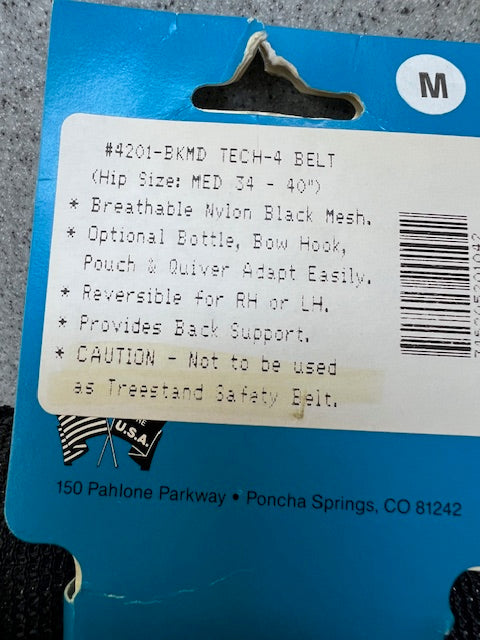 M
#4201-BKMD TECH-4 BELT
(Hip Size: MED 34 - 40")
* Breathable Nylon Black Mesh.
* Optional Bottle, Bow Hook,
Pouch & Quiver Adapt Easily.
* Reversible for RH or LH.
* Provides Back Support.
* CAUTION - Not to be used
as Treestand Safety Belt.
U.S.A.
150 Pahlone Parkway • Poncha Springs, CO 81242